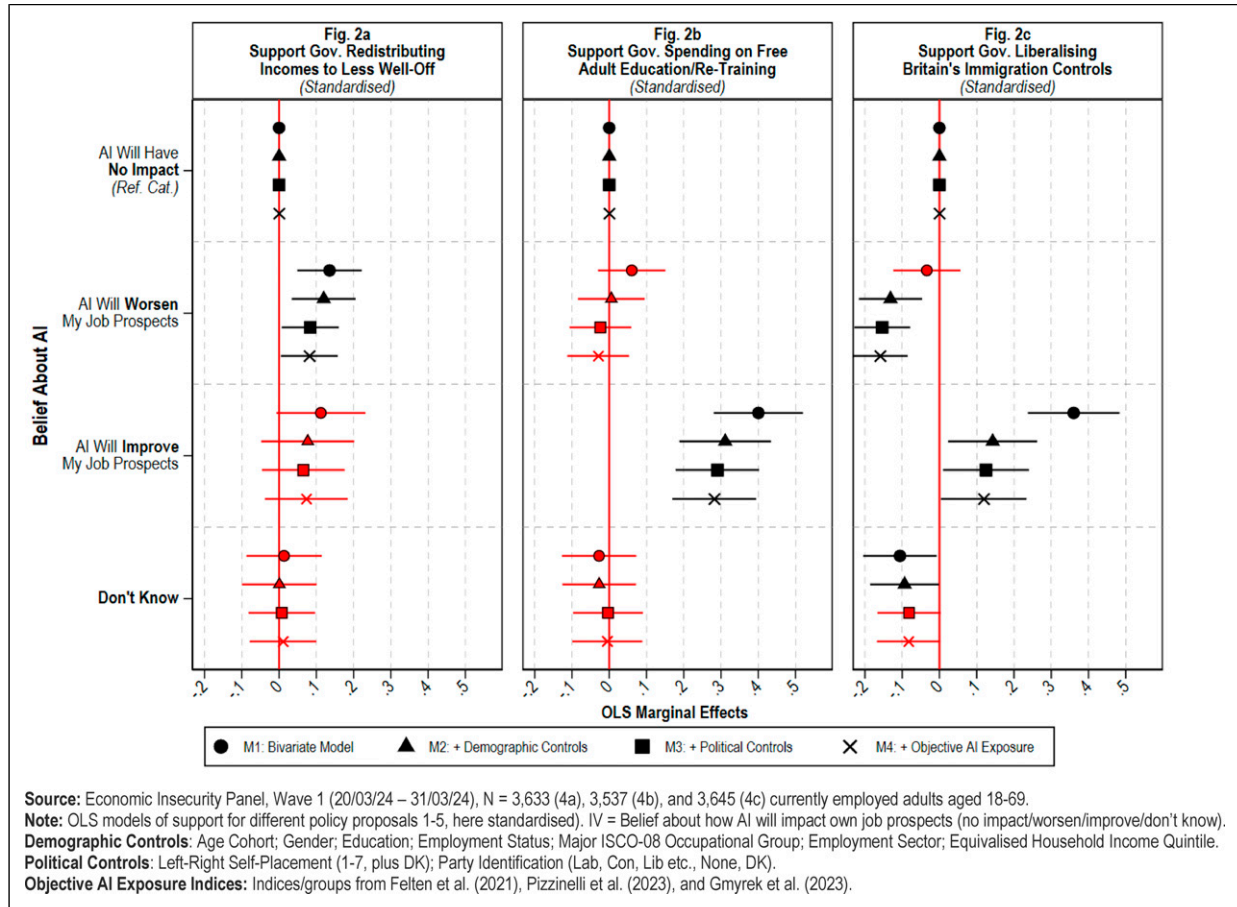 Fig. 2a
Support Gov. Redistributing
Incomes to Less Well-Off
(Standardised)
Fig. 2b
Support Gov. Spending on Free
Adult Education/Re-Training
(Standardised)
Fig. 2c
Support Gov. Liberalising
Britain's Immigration Controls
(Standardised)
Belief About AI
AI Will Have
No Impact
(Ref. Cat.)
AI Will Worsen
My Job Prospects
AI Will Improve
My Job Prospects
Don't Know
-.2 -.1 0 .1 .2 .3 .4 .5
-.2 -.1 0 .1 .2 .3 .4 .5
-.2 -.1 0 .1 .2 .3 .4 .5
OLS Marginal Effects
M1: Bivariate Model M2: + Demographic Controls M3: + Political Controls M4: + Objective AI Exposure
Source: Economic Insecurity Panel, Wave 1 (20/03/24 – 31/03/24), N = 3,633 (4a), 3,537 (4b), and 3,645 (4c) currently employed adults aged 18-69.
Note: OLS models of support for different policy proposals 1-5, here standardised). IV = Belief about how AI will impact own job prospects (no impact/worsen/improve/don't know).
Demographic Controls: Age Cohort; Gender; Education; Employment Status; Major ISCO-08 Occupational Group; Employment Sector; Equivalised Household Income Quintile.
Political Controls: Left-Right Self-Placement (1-7, plus DK); Party Identification (Lab, Con, Lib etc., None, DK).
Objective AI Exposure Indices: Indices/groups from Felten et al. (2021), Pizzinelli et al. (2023), and Gmyrek et al. (2023).